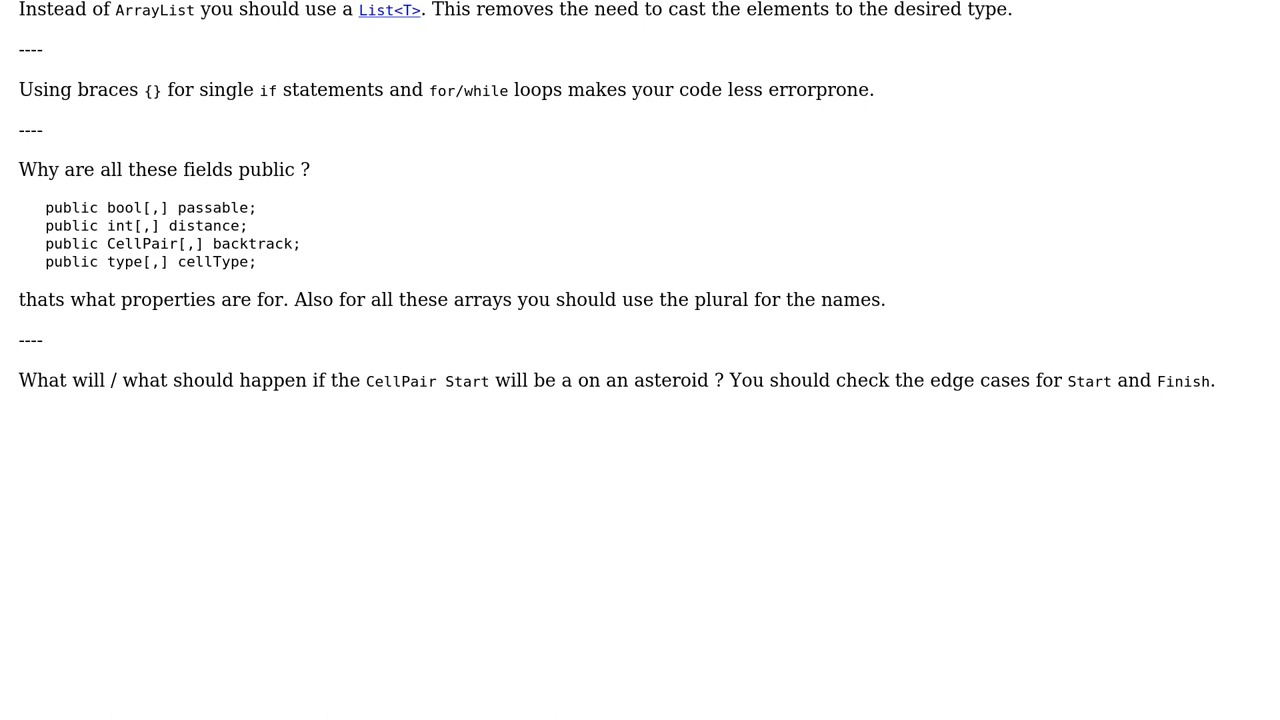 Instead of ArrayList you should use a List<T>. This removes the need to cast the elements to the desired type.
----
Using braces {} for single if statements and for/while loops makes your code less errorprone.
----
Why are all these fields public ?
public bool[,] passable;
public int[,] distance;
public CellPair[,] backtrack;
public type[,] cellType;
thats what properties are for. Also for all these arrays you should use the plural for the names.
----
What will / what should happen if the CellPair Start will be a on an asteroid ? You should check the edge cases for Start and Finish.